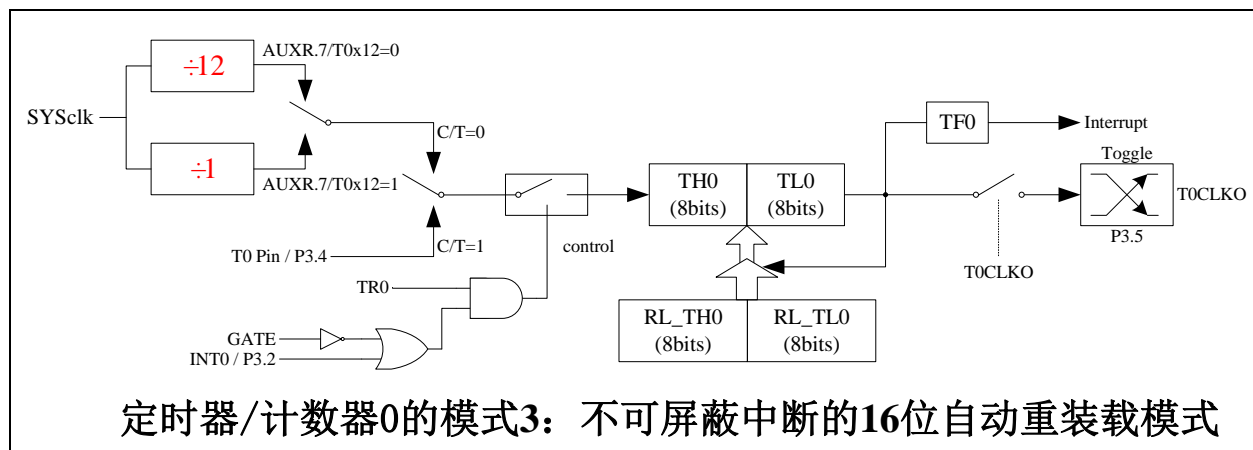 ÷12
AUXR.7/T0x12=0
SYSclk
÷1
AUXR.7/T0x12=1
C/T=0
C/T=1
T0 Pin / P3.4
control
TR0
GATE
INT0 / P3.2
TH0
(8bits)
TL0
(8bits)
RL_TH0
(8bits)
RL_TL0
(8bits)
TF0
Interrupt
Toggle
T0CLKO
P3.5
T0CLKO
定时器/计数器0的模式3：不可屏蔽中断的16位自动重装载模式